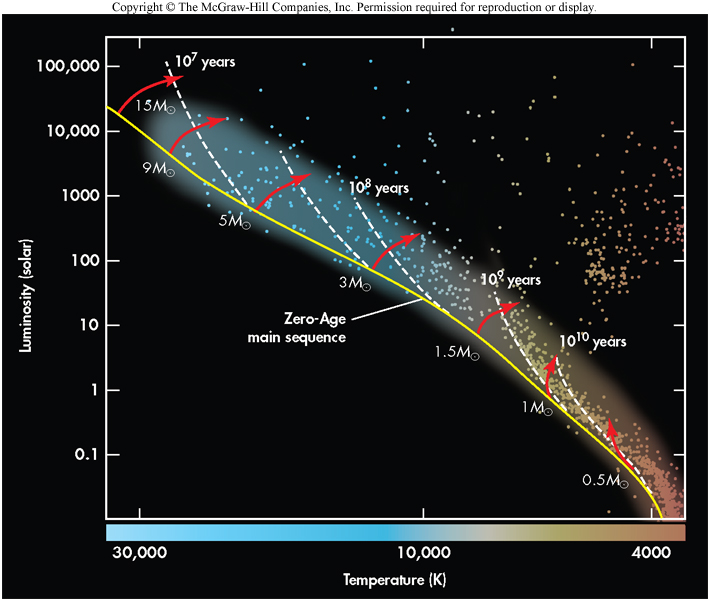 Copyright © The McGraw-Hill Companies, Inc. Permission required for reproduction or display.
100,000
10,000
1000
100
10
1
0.1
Luminosity (solar)
10⁷ years
15M☉
9M☉
5M☉
10⁸ years
3M☉
Zero-Age
main sequence
10⁹ years
1.5M☉
10¹⁰ years
1M☉
0.5M☉
30,000
10,000
4000
Temperature (K)